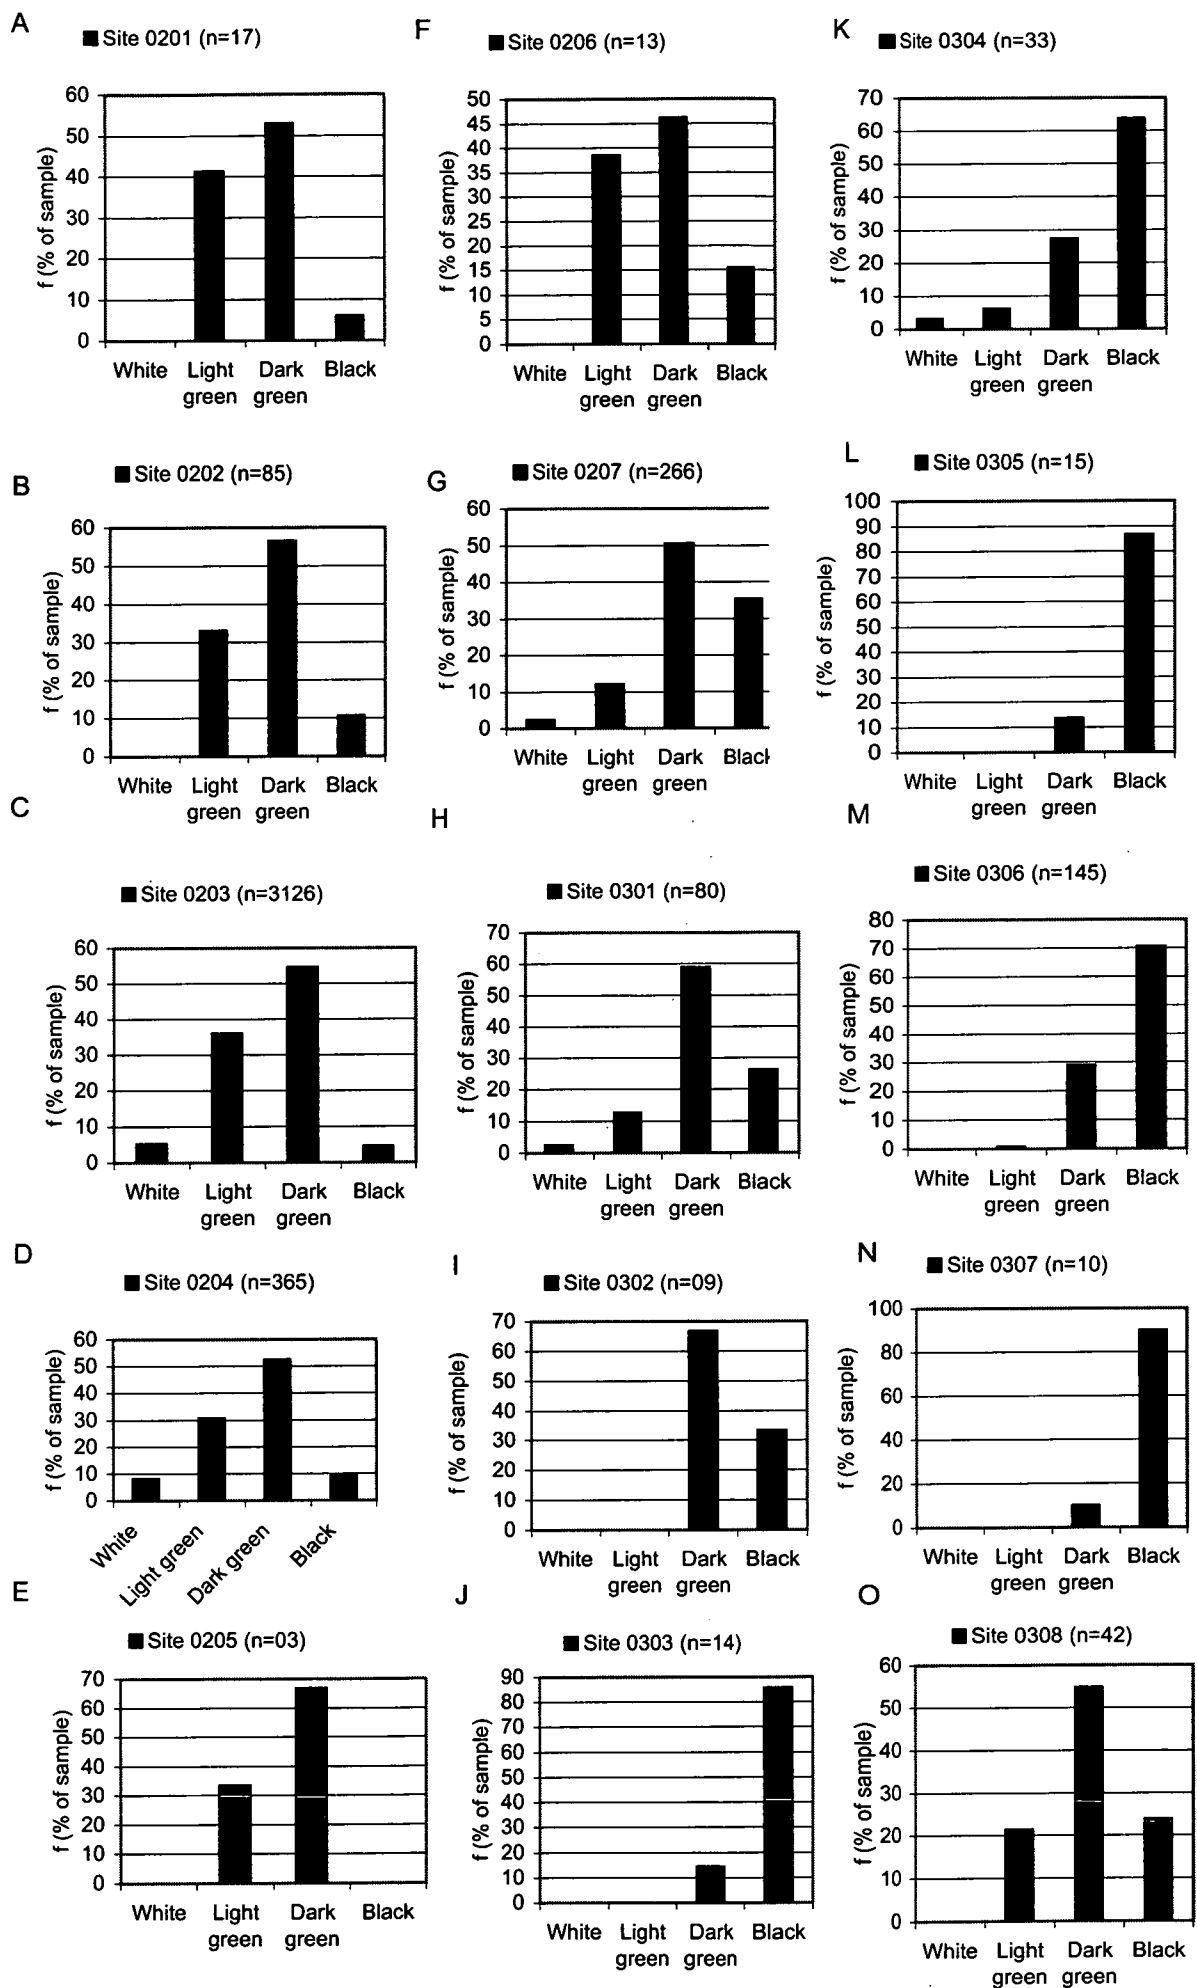 A
Site 0201 (n=17)
f (% of sample)
60
50
40
30
20
10
0
White Light Dark Black
green green
B
Site 0202 (n=85)
f (% of sample)
60
50
40
30
20
10
0
White Light Dark Black
green green
C
Site 0203 (n=3126)
f (% of sample)
60
50
40
30
20
10
0
White Light Dark Black
green green
D
Site 0204 (n=365)
f (% of sample)
60
50
40
30
20
10
0
White
Light green
Dark green
Black
E
Site 0205 (n=03)
f (% of sample)
70
60
50
40
30
20
10
0
White Light Dark Black
green green
F
Site 0206 (n=13)
f (% of sample)
50
45
40
35
30
25
20
15
10
5
0
White Light Dark Black
green green
G
Site 0207 (n=266)
f (% of sample)
60
50
40
30
20
10
0
White Light Dark Black
green green
H
Site 0301 (n=80)
f (% of sample)
70
60
50
40
30
20
10
0
White Light Dark Black
green green
I
Site 0302 (n=09)
f (% of sample)
70
60
50
40
30
20
10
0
White Light Dark Black
green green
J
Site 0303 (n=14)
f (% of sample)
90
80
70
60
50
40
30
20
10
0
White Light Dark Black
green green
K
Site 0304 (n=33)
f (% of sample)
70
60
50
40
30
20
10
0
White Light Dark Black
green green
L
Site 0305 (n=15)
f (% of sample)
100
90
80
70
60
50
40
30
20
10
0
White Light Dark Black
green green
M
Site 0306 (n=145)
f (% of sample)
80
70
60
50
40
30
20
10
0
White Light Dark Black
green green
N
Site 0307 (n=10)
f (% of sample)
100
80
60
40
20
0
White Light Dark Black
green green
O
Site 0308 (n=42)
f (% of sample)
60
50
40
30
20
10
0
White Light Dark Black
green green